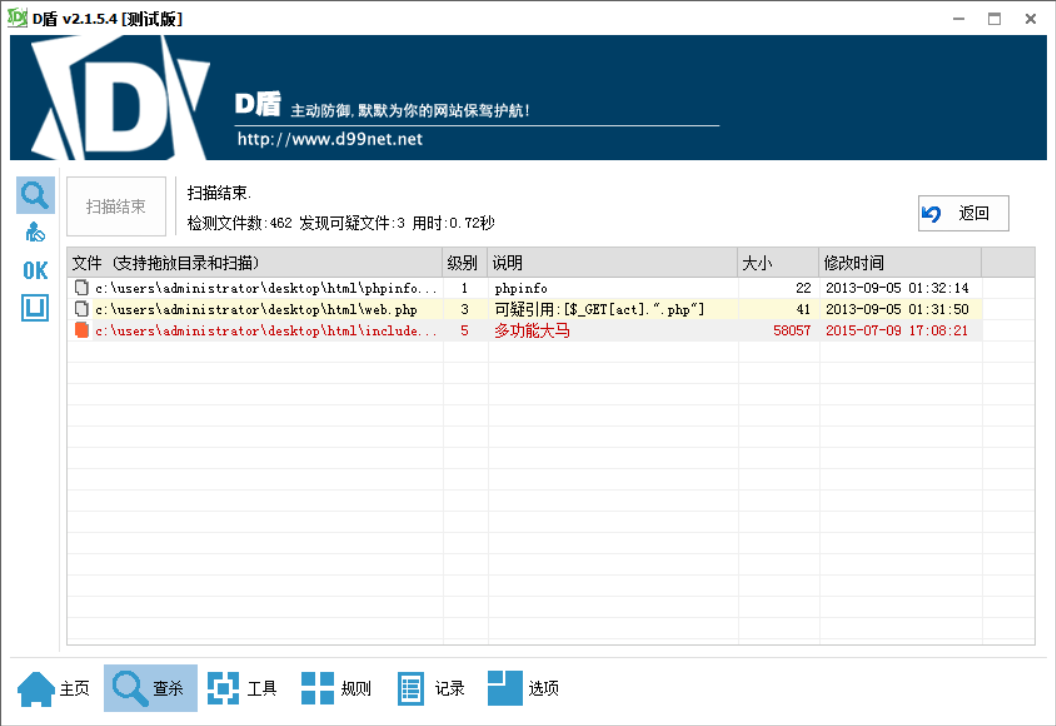 D盾 v2.1.5.4 [测试版]
D盾 主动防御,默默为你的网站保驾护航!
http://www.d99net.net
扫描结束
扫描结束.
检测文件数:462 发现可疑文件:3 用时:0.72秒
返回
OK
文件 (支持拖放目录和扫描) 级别 说明 大小 修改时间
c:\users\administrator\desktop\html\phpinfo... 1 phpinfo 22 2013-09-05 01:32:14
c:\users\administrator\desktop\html\web.php 3 可疑引用:[$_GET[act].".php"] 41 2013-09-05 01:31:50
c:\users\administrator\desktop\html\include... 5 多功能大马 58057 2015-07-09 17:08:21
主页 查杀 工具 规则 记录 选项